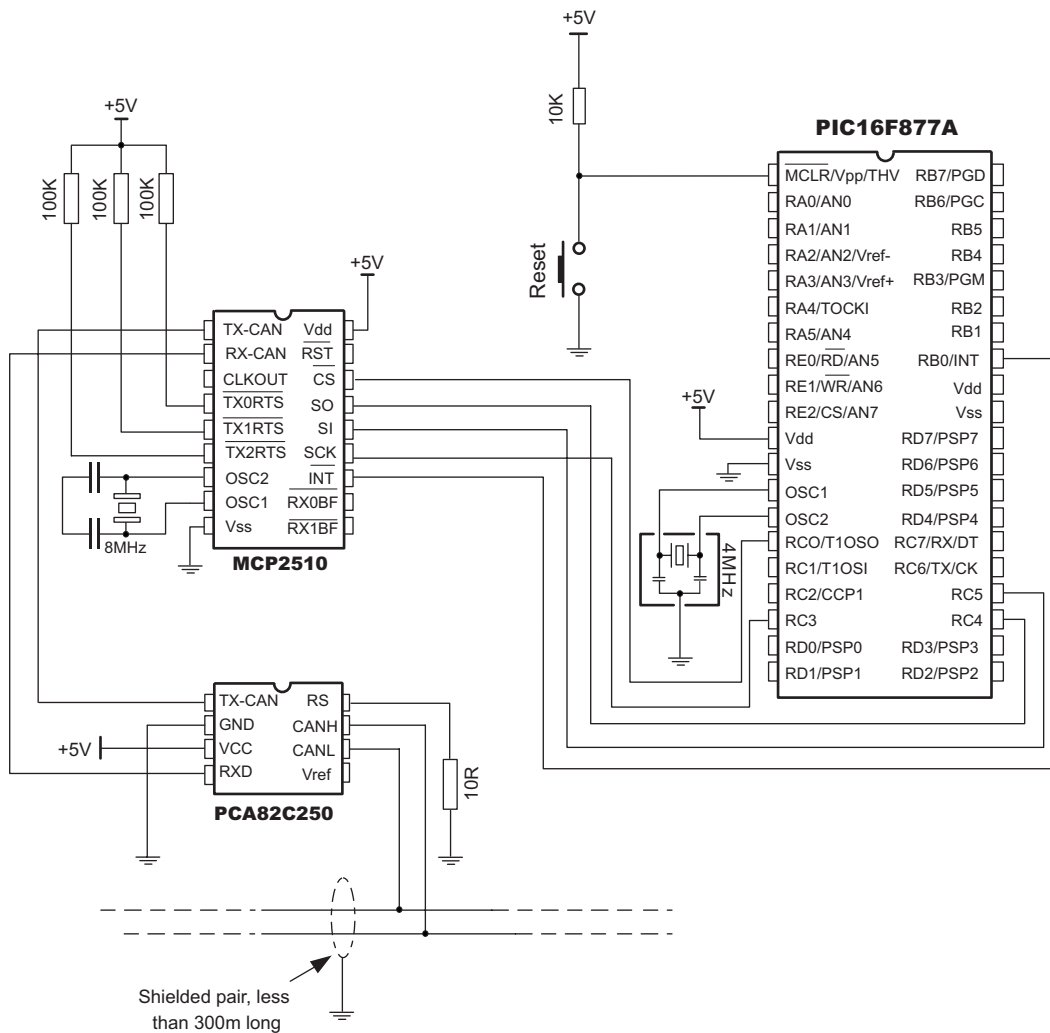 +5V
10K
Reset
+5V
100K
100K
100K
+5V
TX-CAN
RX-CAN
CLKOUT
TX0RTS
TX1RTS
TX2RTS
OSC2
OSC1
Vss
Vdd
RST
CS
SO
SI
SCK
INT
RX0BF
RX1BF
8MHz
MCP2510
PIC16F877A
MCLR/Vpp/THV
RA0/AN0
RA1/AN1
RA2/AN2/Vref-
RA3/AN3/Vref+
RA4/TOCKI
RA5/AN4
RE0/RD/AN5
RE1/WR/AN6
RE2/CS/AN7
Vdd
Vss
OSC1
OSC2
RCO/T1OSO
RC1/T1OSI
RC2/CCP1
RC3
RD0/PSP0
RD1/PSP1
RB7/PGD
RB6/PGC
RB5
RB4
RB3/PGM
RB2
RB1
RB0/INT
Vdd
Vss
RD7/PSP7
RD6/PSP6
RD5/PSP5
RD4/PSP4
RC7/RX/DT
RC6/TX/CK
RC5
RC4
RD3/PSP3
RD2/PSP2
+5V
4MHz
TX-CAN
GND
VCC
RXD
RS
CANH
CANL
Vref
+5V
PCA82C250
10R
Shielded pair, less
than 300m long